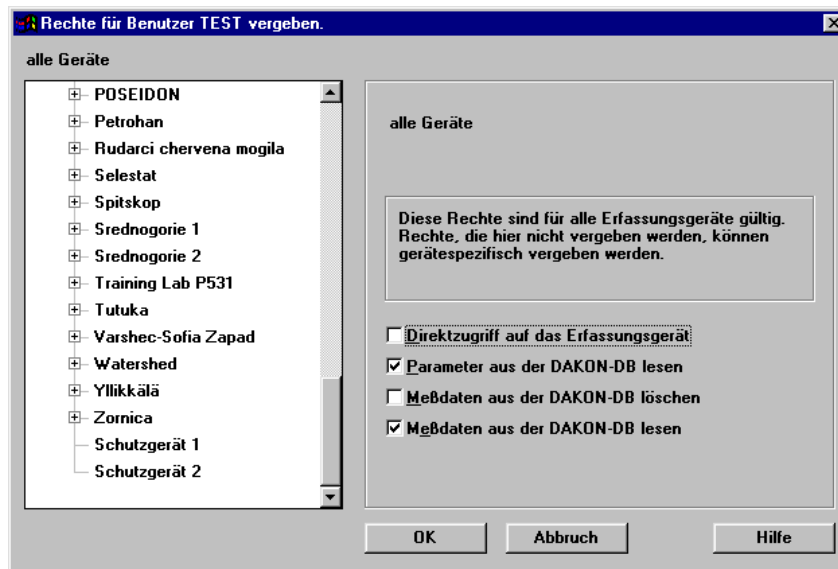 Rechte für Benutzer TEST vergeben.
alle Geräte
POSEIDON
Petrohan
Rudarci chervena mogila
Selestat
Spitskop
Srednogorie 1
Srednogorie 2
Training Lab P531
Tutuka
Varshec-Sofia Zapad
Watershed
Yllikkälä
Zornica
Schutzgerät 1
Schutzgerät 2
alle Geräte
Diese Rechte sind für alle Erfassungsgeräte gültig.
Rechte, die hier nicht vergeben werden, können
gerätespezifisch vergeben werden.
Direktzugriff auf das Erfassungsgerät
Parameter aus der DAKON-DB lesen
Meßdaten aus der DAKON-DB löschen
Meßdaten aus der DAKON-DB lesen
OK
Abbruch
Hilfe